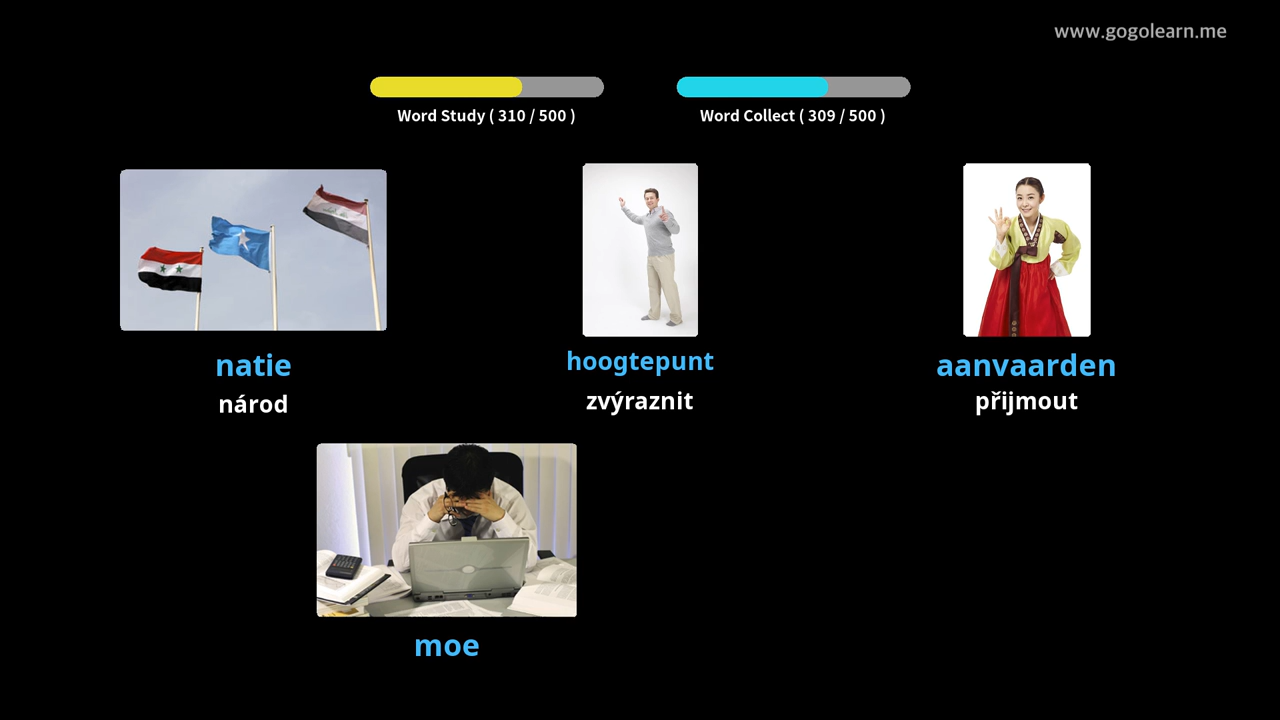 www.gogolearn.me
Word Study ( 310 / 500 )
Word Collect ( 309 / 500 )
natie
národ
hoogtepunt
zvýraznit
aanvaarden
přijmout
moe